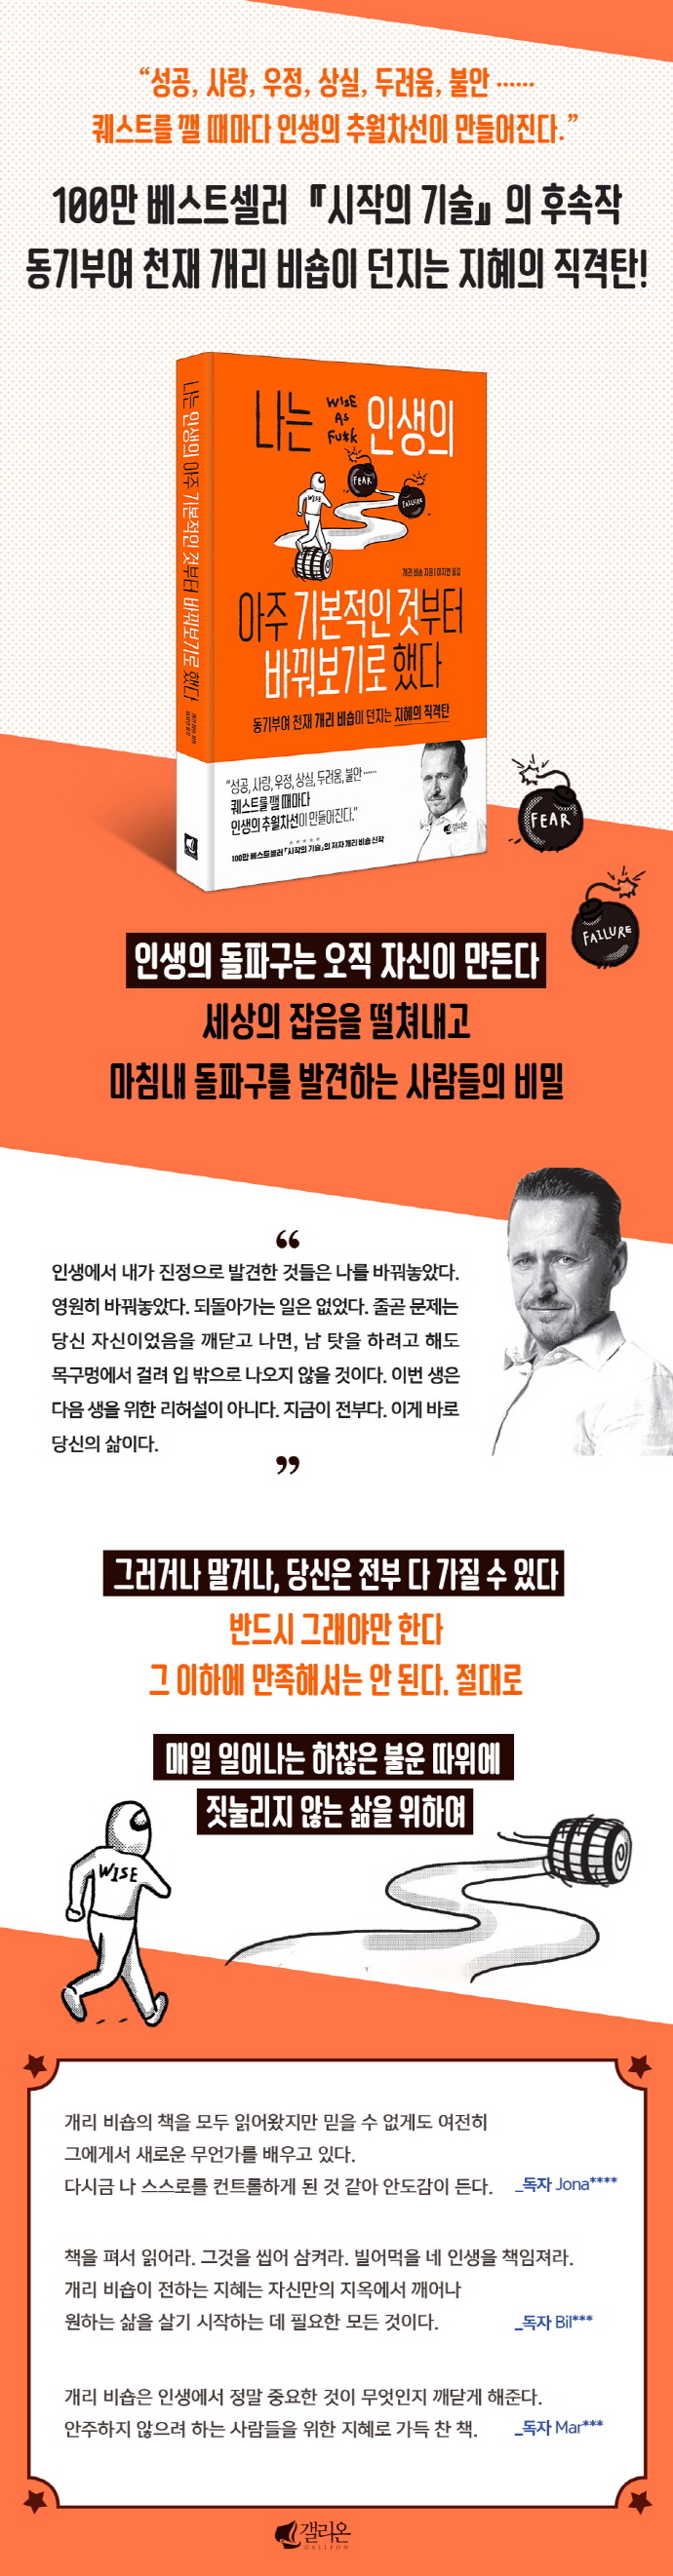 “성공, 사랑, 우정, 상실, 두려움, 불안 ……
퀘스트를 깰 때마다 인생의 추월차선이 만들어진다.”
100만 베스트셀러 『시작의 기술』의 후속작
동기부여 천재 개리 비숍이 던지는 지혜의 직격탄!
나는 인생의 아주 기본적인 것부터 바꿔보기로 했다
나는 WISE AS FU*K 인생의
FEAR
FAILURE
WISE
개리 비숍 지음 | 이지연 옮김
아주 기본적인 것부터
바꿔보기로 했다
동기부여 천재 개리 비숍이 던지는 지혜의 직격탄
“성공, 사랑, 우정, 상실, 두려움, 불안 ……
퀘스트를 깰 때마다
인생의 추월차선이 만들어진다.”
★★★★★
100만 베스트셀러 『시작의 기술』의 저자 개리 비숍 신작
갤리온
FEAR
FAILURE
인생의 돌파구는 오직 자신이 만든다
세상의 잡음을 떨쳐내고
마침내 돌파구를 발견하는 사람들의 비밀
“
인생에서 내가 진정으로 발견한 것들은 나를 바꿔놓았다.
영원히 바꿔놓았다. 되돌아가는 일은 없었다. 줄곧 문제는
당신 자신이었음을 깨닫고 나면, 남 탓을 하려고 해도
목구멍에서 걸려 입 밖으로 나오지 않을 것이다. 이번 생은
다음 생을 위한 리허설이 아니다. 지금이 전부다. 이게 바로
당신의 삶이다.
”
그러거나 말거나, 당신은 전부 다 가질 수 있다
반드시 그래야만 한다
그 이하에 만족해서는 안 된다. 절대로
매일 일어나는 하찮은 불운 따위에
짓눌리지 않는 삶을 위하여
WISE
개리 비숍의 책을 모두 읽어왔지만 믿을 수 없게도 여전히
그에게서 새로운 무언가를 배우고 있다.
다시금 나 스스로를 컨트롤하게 된 것 같아 안도감이 든다. _독자 Jona****
책을 펴서 읽어라. 그것을 씹어 삼켜라. 빌어먹을 네 인생을 책임져라.
개리 비숍이 전하는 지혜는 자신만의 지옥에서 깨어나
원하는 삶을 살기 시작하는 데 필요한 모든 것이다. _독자 Bil***
개리 비숍은 인생에서 정말 중요한 것이 무엇인지 깨닫게 해준다.
안주하지 않으려 하는 사람들을 위한 지혜로 가득 찬 책. _독자 Mar***
갤리온
GALLEON